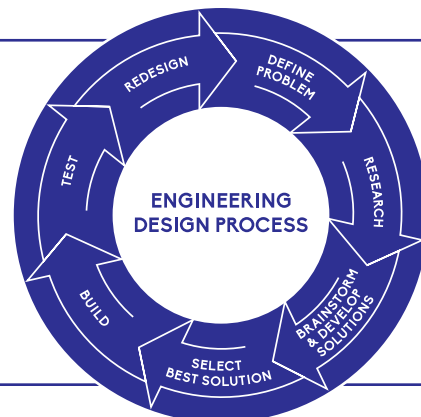 ENGINEERING
DESIGN PROCESS
DEFINE
PROBLEM
RESEARCH
BRAINSTORM
& DEVELOP
SOLUTIONS
SELECT
BEST SOLUTION
BUILD
TEST
REDESIGN